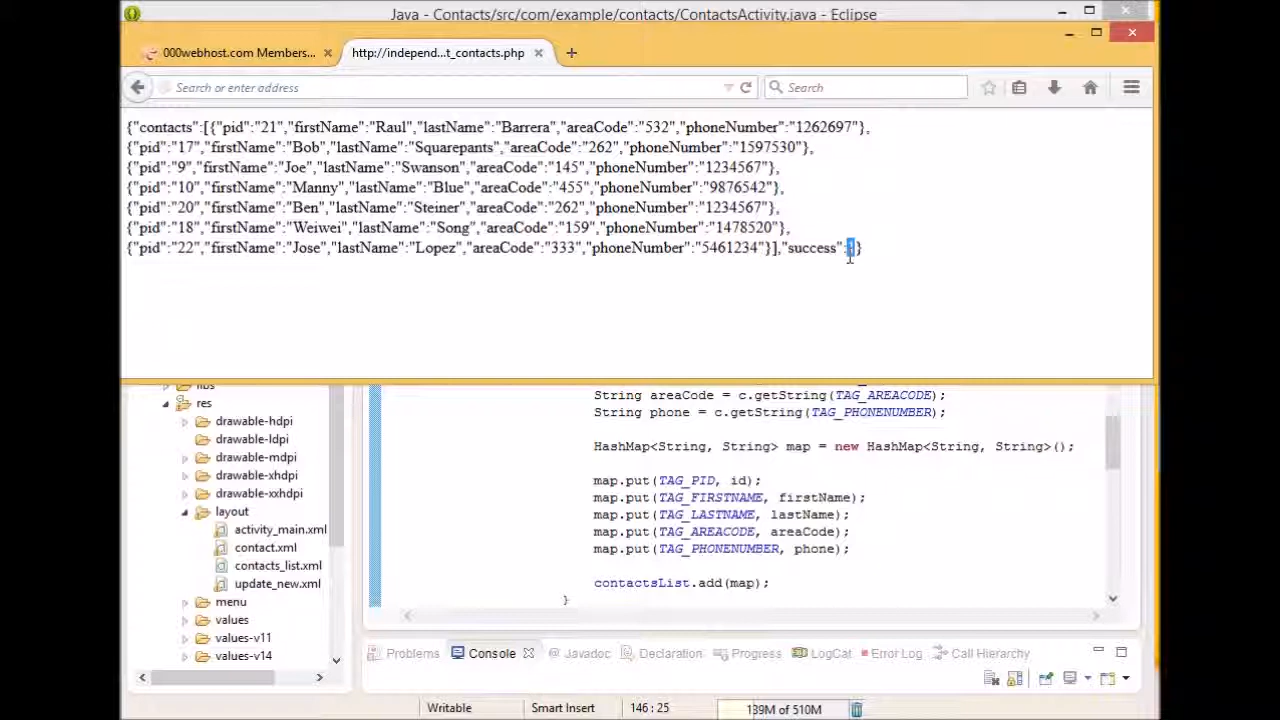 Java - Contacts/src/com/example/contacts/ContactsActivity.java - Eclipse
000webhost.com Members...
http://independ...t_contacts.php
Search or enter address
Search
{"contacts":[{"pid":"21","firstName":"Raul","lastName":"Barrera","areaCode":"532","phoneNumber":"1262697"},
{"pid":"17","firstName":"Bob","lastName":"Squarepants","areaCode":"262","phoneNumber":"1597530"},
{"pid":"9","firstName":"Joe","lastName":"Swanson","areaCode":"145","phoneNumber":"1234567"},
{"pid":"10","firstName":"Manny","lastName":"Blue","areaCode":"455","phoneNumber":"9876542"},
{"pid":"20","firstName":"Ben","lastName":"Steiner","areaCode":"262","phoneNumber":"1234567"},
{"pid":"18","firstName":"Weiwei","lastName":"Song","areaCode":"159","phoneNumber":"1478520"},
{"pid":"22","firstName":"Jose","lastName":"Lopez","areaCode":"333","phoneNumber":"5461234"}],"success":1}
libs
res
drawable-hdpi
drawable-ldpi
drawable-mdpi
drawable-xhdpi
drawable-xxhdpi
layout
activity_main.xml
contact.xml
contacts_list.xml
update_new.xml
menu
values
values-v11
values-v14
String areaCode = c.getString(TAG_AREACODE);
String phone = c.getString(TAG_PHONENUMBER);
HashMap<String, String> map = new HashMap<String, String>();
map.put(TAG_PID, id);
map.put(TAG_FIRSTNAME, firstName);
map.put(TAG_LASTNAME, lastName);
map.put(TAG_AREACODE, areaCode);
map.put(TAG_PHONENUMBER, phone);
contactsList.add(map);
}
Problems
Console
Javadoc
Declaration
Progress
LogCat
Error Log
Call Hierarchy
Writable
Smart Insert
146 : 25
139M of 510M